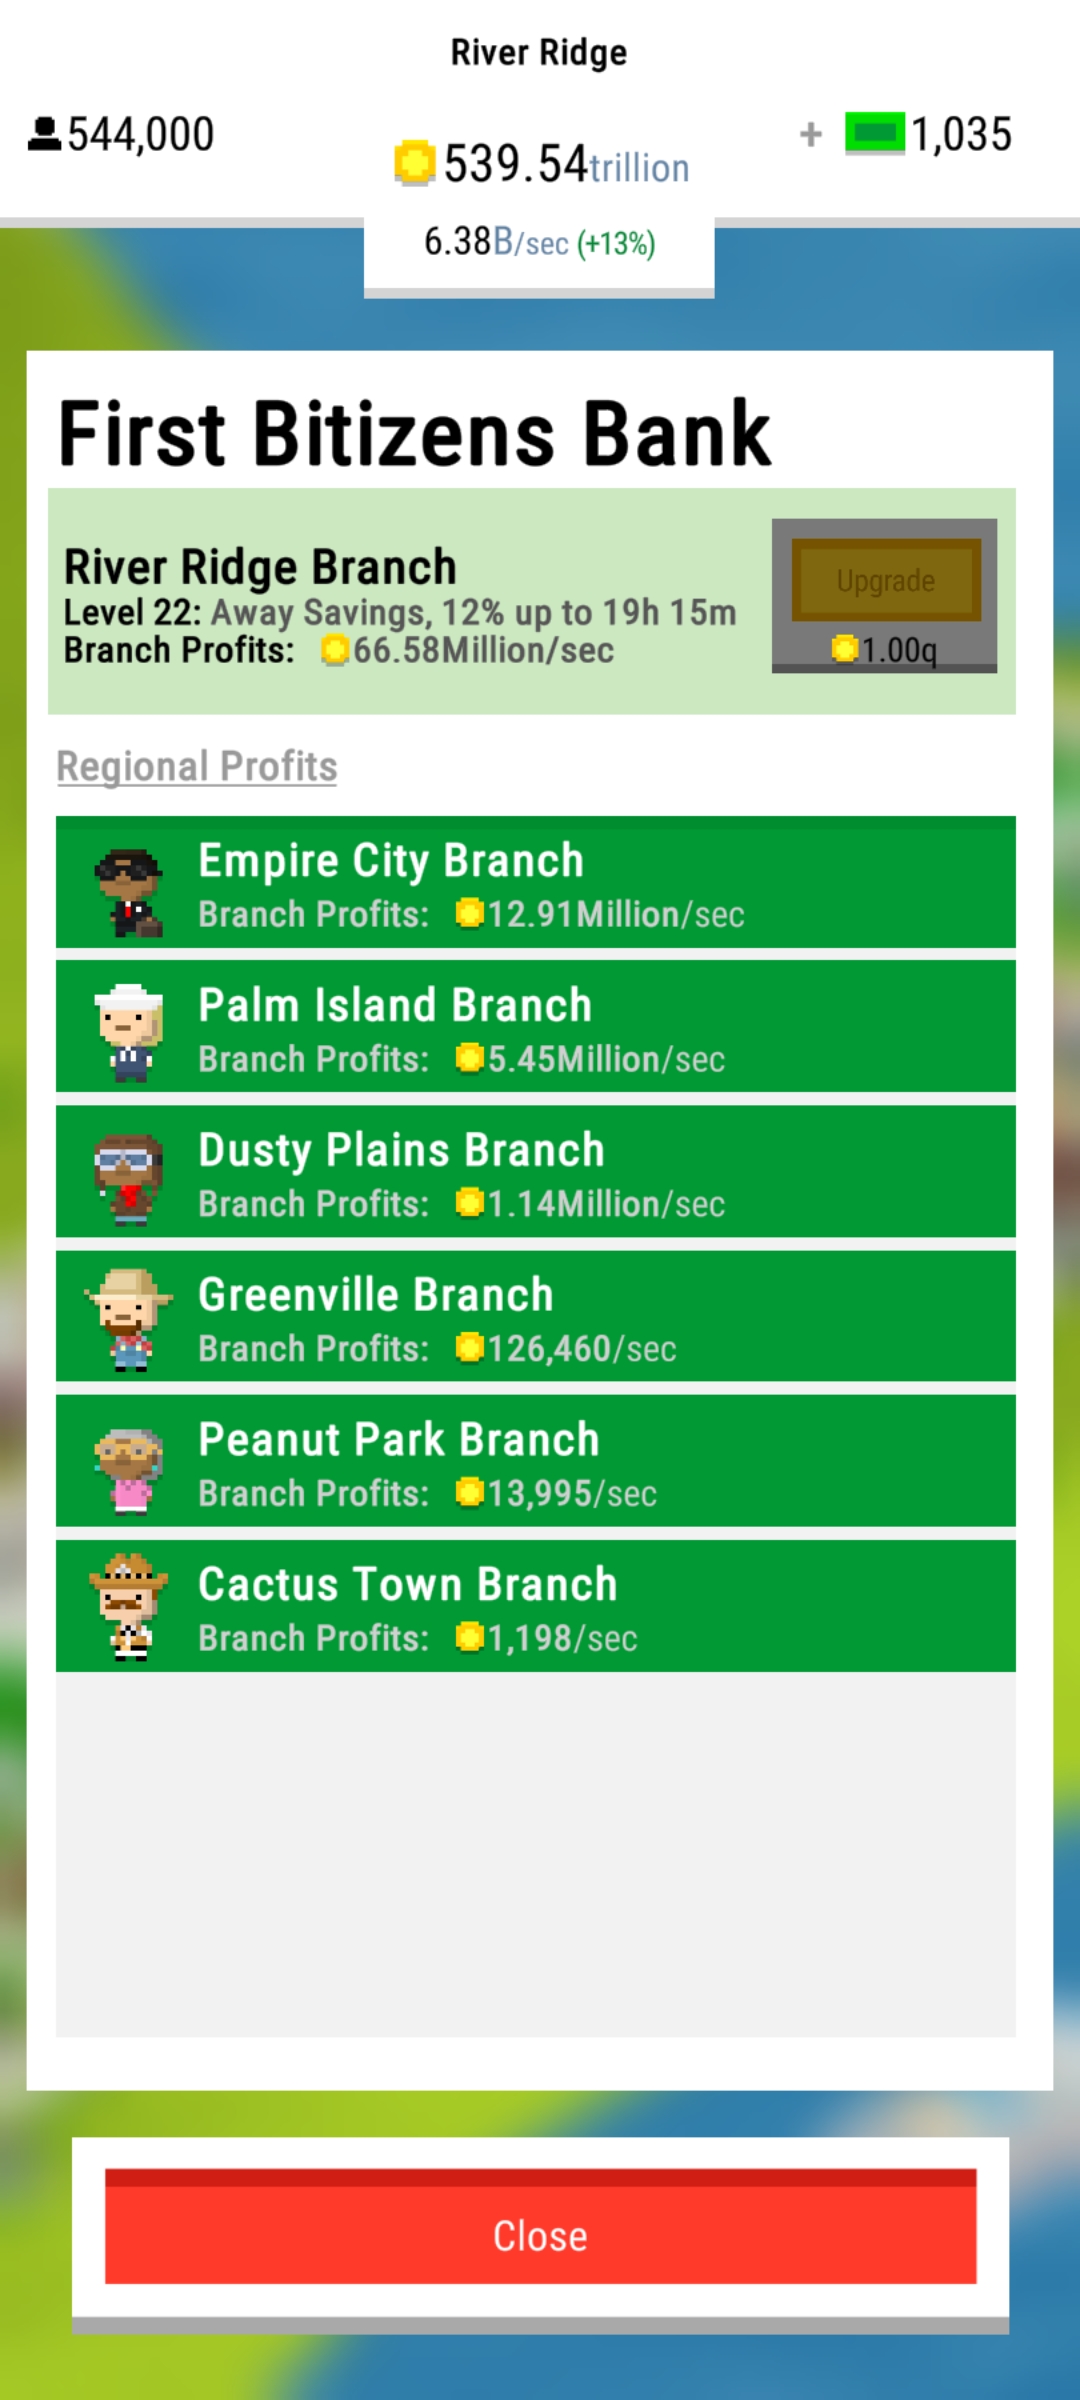 River Ridge
544,000
539.54trillion
+ 1,035
6.38B/sec (+13%)
First Bitizens Bank
River Ridge Branch
Level 22: Away Savings, 12% up to 19h 15m
Branch Profits: 66.58Million/sec
Upgrade
1.00q
Regional Profits
Empire City Branch
Branch Profits: 12.91Million/sec
Palm Island Branch
Branch Profits: 5.45Million/sec
Dusty Plains Branch
Branch Profits: 1.14Million/sec
Greenville Branch
Branch Profits: 126,460/sec
Peanut Park Branch
Branch Profits: 13,995/sec
Cactus Town Branch
Branch Profits: 1,198/sec
Close